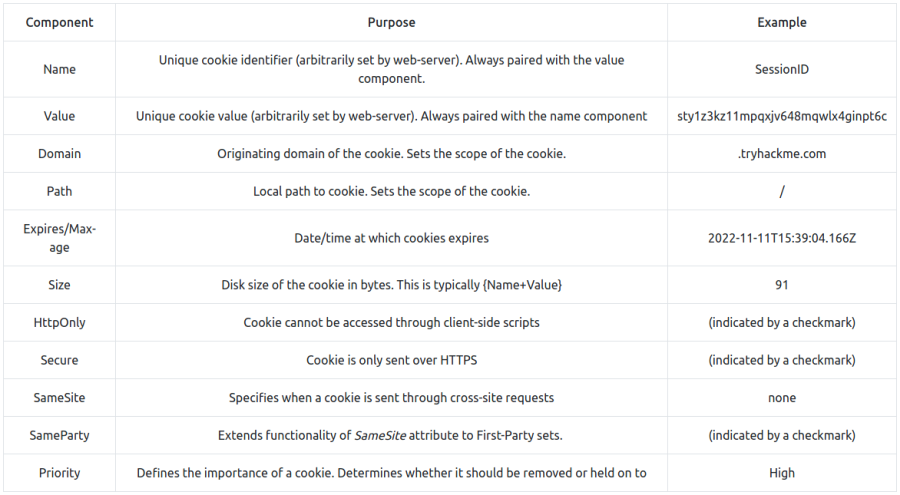 Component Purpose Example
Name Unique cookie identifier (arbitrarily set by web-server). Always paired with the value
component. SessionID
Value Unique cookie value (arbitrarily set by web-server). Always paired with the name component sty1z3kz11mpqxjv648mqwlx4ginpt6c
Domain Originating domain of the cookie. Sets the scope of the cookie. .tryhackme.com
Path Local path to cookie. Sets the scope of the cookie. /
Expires/Max-
age Date/time at which cookies expires 2022-11-11T15:39:04.166Z
Size Disk size of the cookie in bytes. This is typically {Name+Value} 91
HttpOnly Cookie cannot be accessed through client-side scripts (indicated by a checkmark)
Secure Cookie is only sent over HTTPS (indicated by a checkmark)
SameSite Specifies when a cookie is sent through cross-site requests none
SameParty Extends functionality of SameSite attribute to First-Party sets. (indicated by a checkmark)
Priority Defines the importance of a cookie. Determines whether it should be removed or held on to High